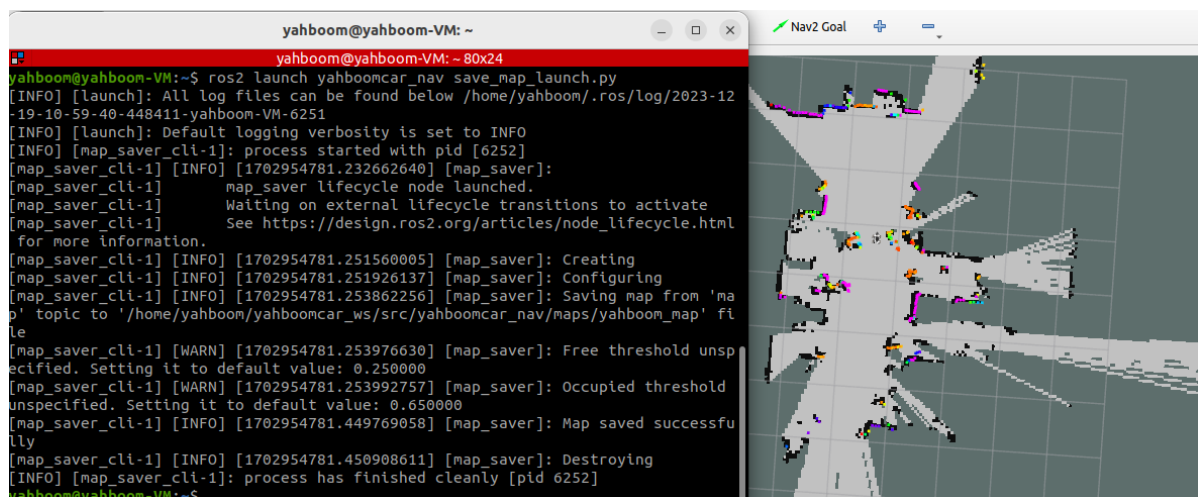 yahboom@yahboom-VM: ~
yahboom@yahboom-VM: ~ 80x24
yahboom@yahboom-VM:~$ ros2 launch yahboomcar_nav save_map_launch.py
[INFO] [launch]: All log files can be found below /home/yahboom/.ros/log/2023-12
-19-10-59-40-448411-yahboom-VM-6251
[INFO] [launch]: Default logging verbosity is set to INFO
[INFO] [map_saver_cli-1]: process started with pid [6252]
[map_saver_cli-1] [INFO] [1702954781.232662640] [map_saver]:
[map_saver_cli-1]       map_saver lifecycle node launched.
[map_saver_cli-1]       Waiting on external lifecycle transitions to activate
[map_saver_cli-1]       See https://design.ros2.org/articles/node_lifecycle.html
 for more information.
[map_saver_cli-1] [INFO] [1702954781.251560005] [map_saver]: Creating
[map_saver_cli-1] [INFO] [1702954781.251926137] [map_saver]: Configuring
[map_saver_cli-1] [INFO] [1702954781.253862256] [map_saver]: Saving map from 'ma
p' topic to '/home/yahboom/yahboomcar_ws/src/yahboomcar_nav/maps/yahboom_map' fi
le
[map_saver_cli-1] [WARN] [1702954781.253976630] [map_saver]: Free threshold unsp
ecified. Setting it to default value: 0.250000
[map_saver_cli-1] [WARN] [1702954781.253992757] [map_saver]: Occupied threshold
unspecified. Setting it to default value: 0.650000
[map_saver_cli-1] [INFO] [1702954781.449769058] [map_saver]: Map saved successfu
lly
[map_saver_cli-1] [INFO] [1702954781.450908611] [map_saver]: Destroying
[INFO] [map_saver_cli-1]: process has finished cleanly [pid 6252]
yahboom@yahboom-VM:~$
Nav2 Goal